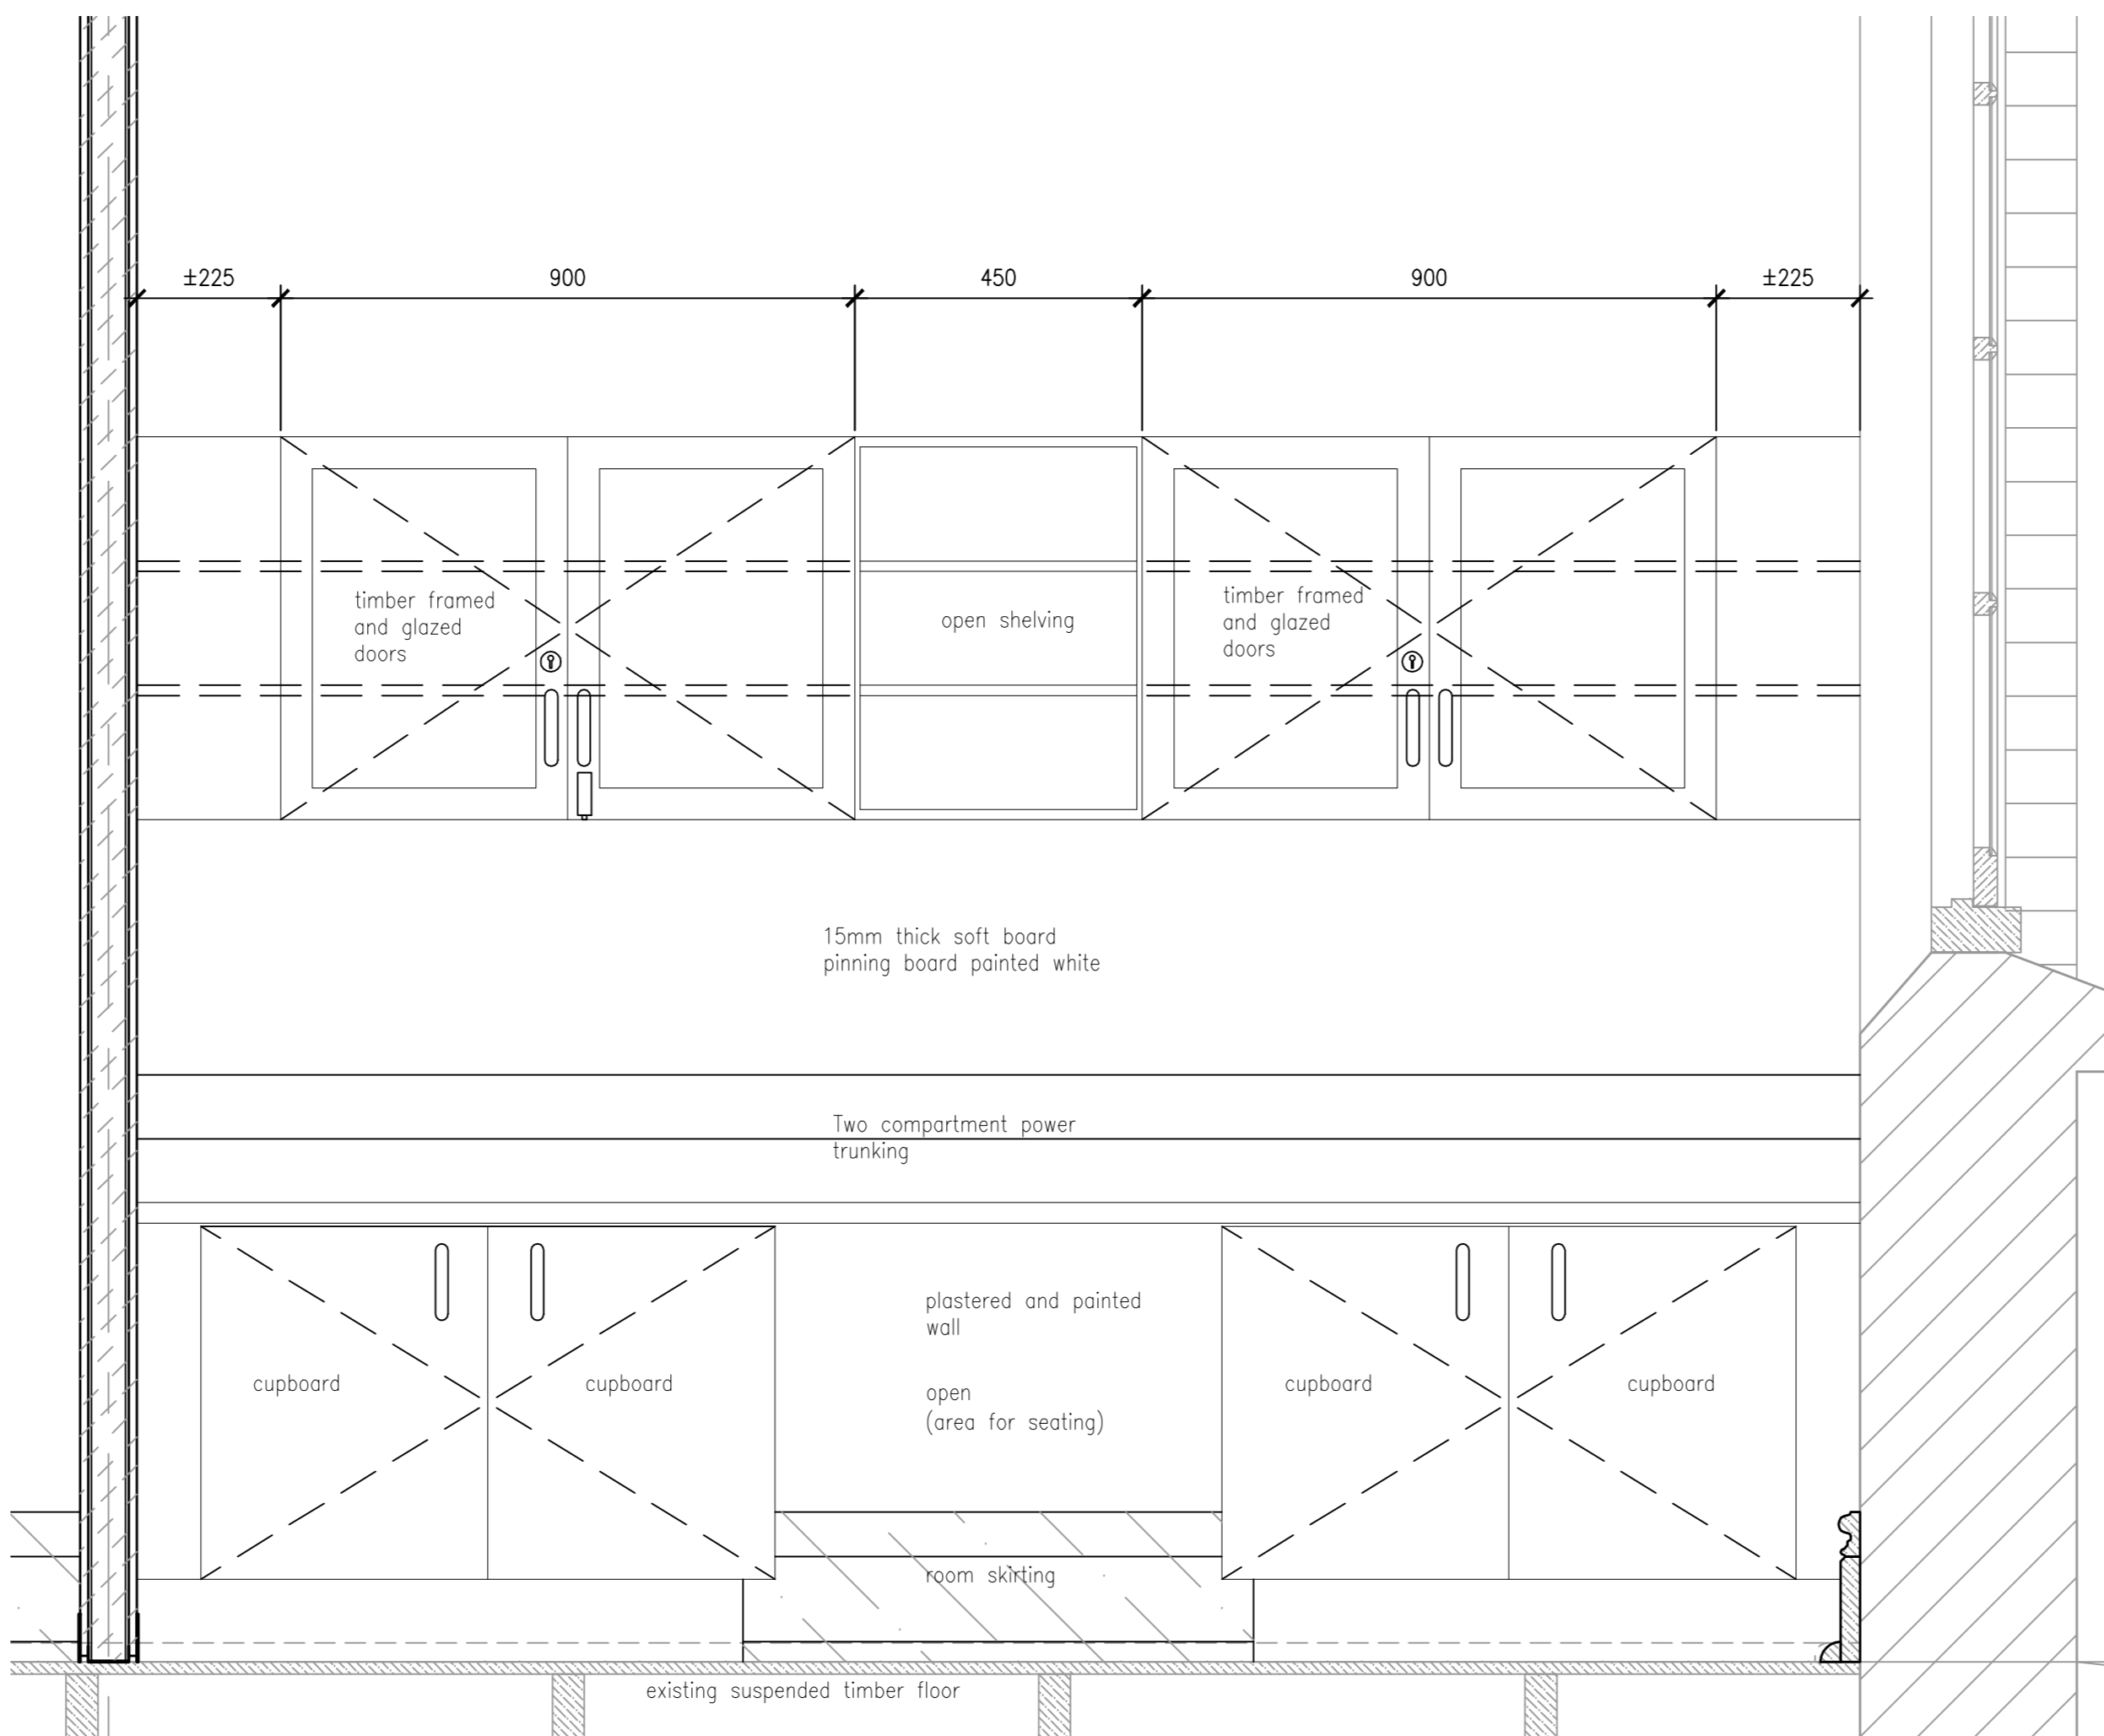 ±225
900
450
900
±225
timber framed
and glazed
doors
open shelving
timber framed
and glazed
doors
15mm thick soft board
pinning board painted white
Two compartment power
trunking
plastered and painted
wall
cupboard
cupboard
open
(area for seating)
cupboard
cupboard
room skirting
existing suspended timber floor